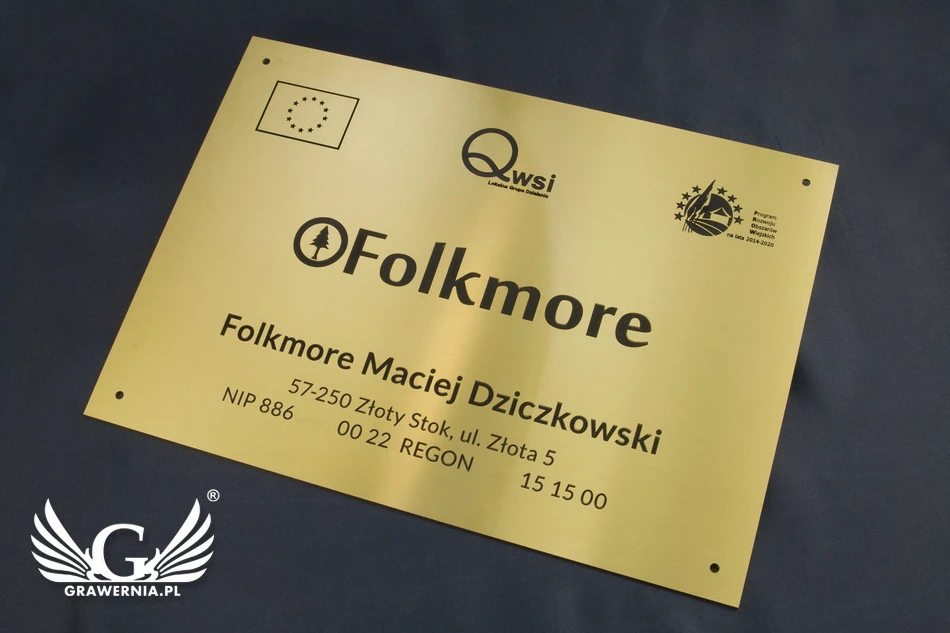 Qwsi
Lokalna Grupa Działania
Program
Rozwoju
Obszarów
Wiejskich
na lata 2014-2020
Folkmore
Folkmore Maciej Dziczkowski
57-250 Złoty Stok, ul. Złota 5
NIP 886 00 22 REGON 15 15 00
G ®
GRAWERNIA.PL